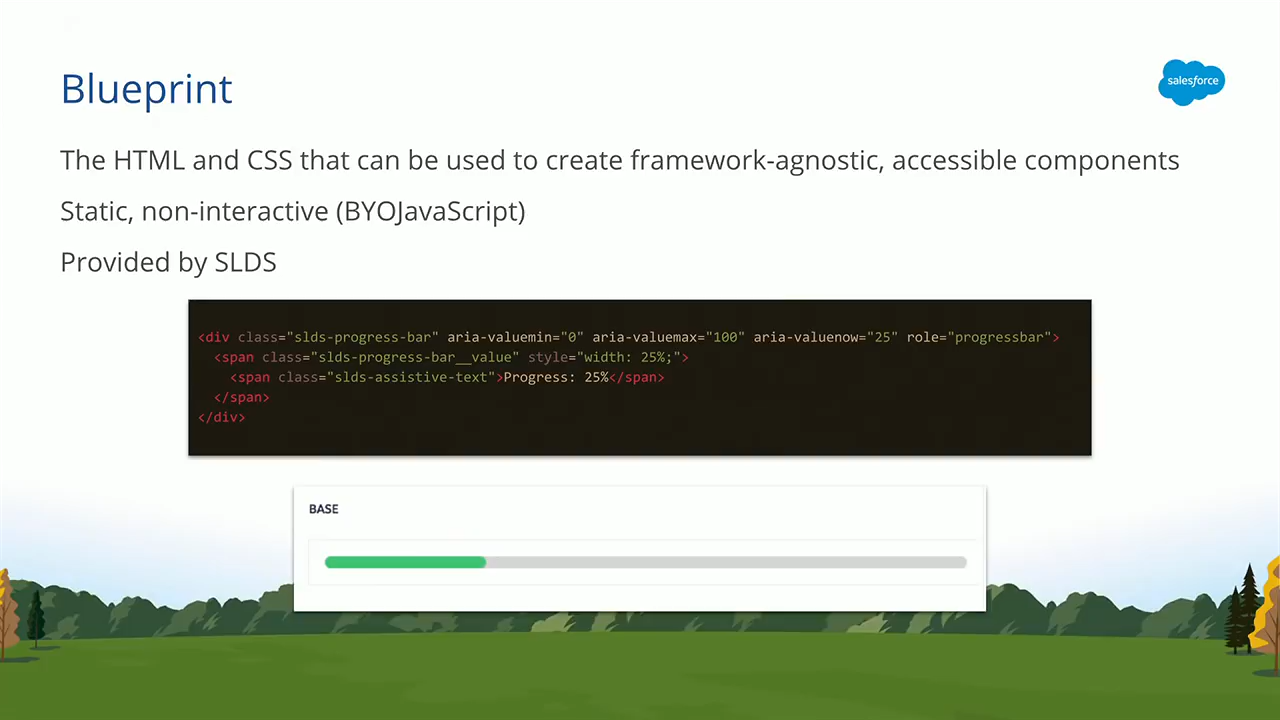 Blueprint
salesforce
The HTML and CSS that can be used to create framework-agnostic, accessible components
Static, non-interactive (BYOJavaScript)
Provided by SLDS
<div class="slds-progress-bar" aria-valuemin="0" aria-valuemax="100" aria-valuenow="25" role="progressbar">
  <span class="slds-progress-bar__value" style="width: 25%;">
    <span class="slds-assistive-text">Progress: 25%</span>
  </span>
</div>
BASE